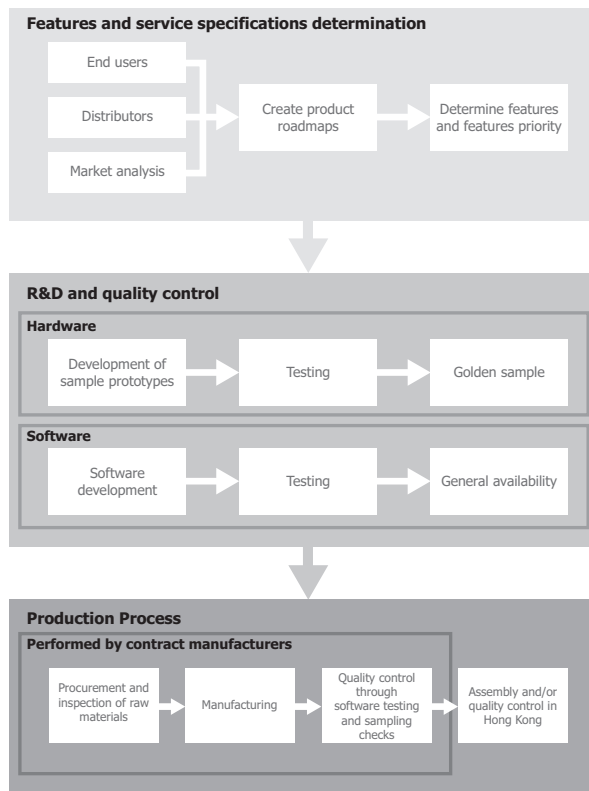 Features and service specifications determination
End users
Distributors
Market analysis
Create product
roadmaps
Determine features
and features priority
R&D and quality control
Hardware
Development of
sample prototypes
Testing
Golden sample
Software
Software
development
Testing
General availability
Production Process
Performed by contract manufacturers
Procurement and
inspection of raw
materials
Manufacturing
Quality control
through
software testing
and sampling
checks
Assembly and/or
quality control in
Hong Kong